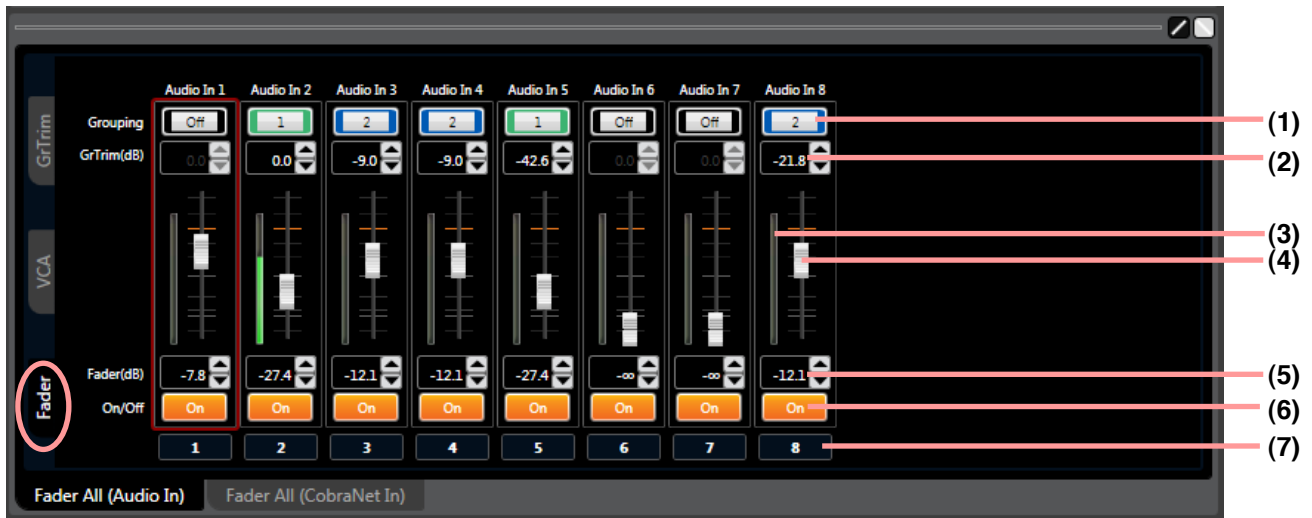 Audio In 1 Audio In 2 Audio In 3 Audio In 4 Audio In 5 Audio In 6 Audio In 7 Audio In 8
GrTrim
Grouping Off 1 2 2 1 Off Off 2 (1)
GrTrim(dB) 0.0 0.0 -9.0 -9.0 -42.6 0.0 0.0 -21.8 (2)
(3)
(4)
VCA
Fader
Fader(dB) -7.8 -27.4 -12.1 -12.1 -27.4 -∞ -∞ -12.1 (5)
On/Off On On On On On On On On (6)
1 2 3 4 5 6 7 8 (7)
Fader All (Audio In) Fader All (CobraNet In)